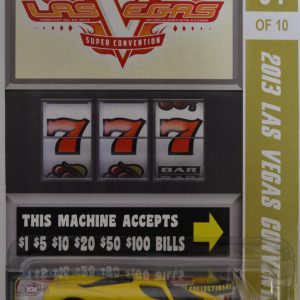 LAS VEGAS
SUPER CONVENTION
OF 10
2013 LAS VEGAS
7 7 7
BAR
THIS MACHINE ACCEPTS
$1 $5 $10 $20 $50 $100 BILLS